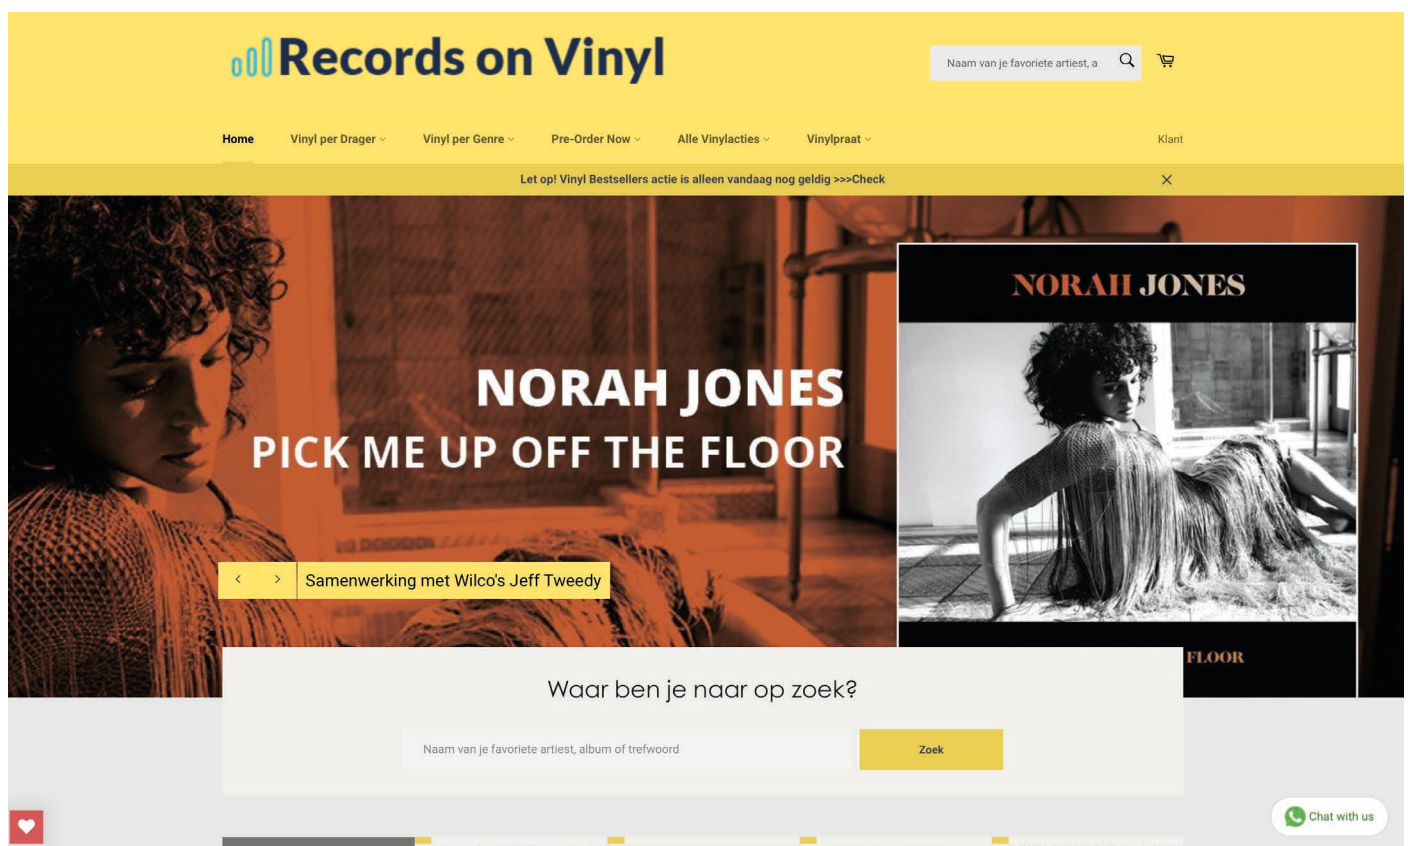 Records on Vinyl
Naam van je favoriete artiest, a
Home Vinyl per Drager Vinyl per Genre Pre-Order Now Alle Vinylacties Vinylpraat Klant
Let op! Vinyl Bestsellers actie is alleen vandaag nog geldig >>>Check
NORAH JONES
NORAH JONES
PICK ME UP OFF THE FLOOR
Samenwerking met Wilco's Jeff Tweedy
FLOOR
Waar ben je naar op zoek?
Naam van je favoriete artiest, album of trefwoord Zoek
Chat with us